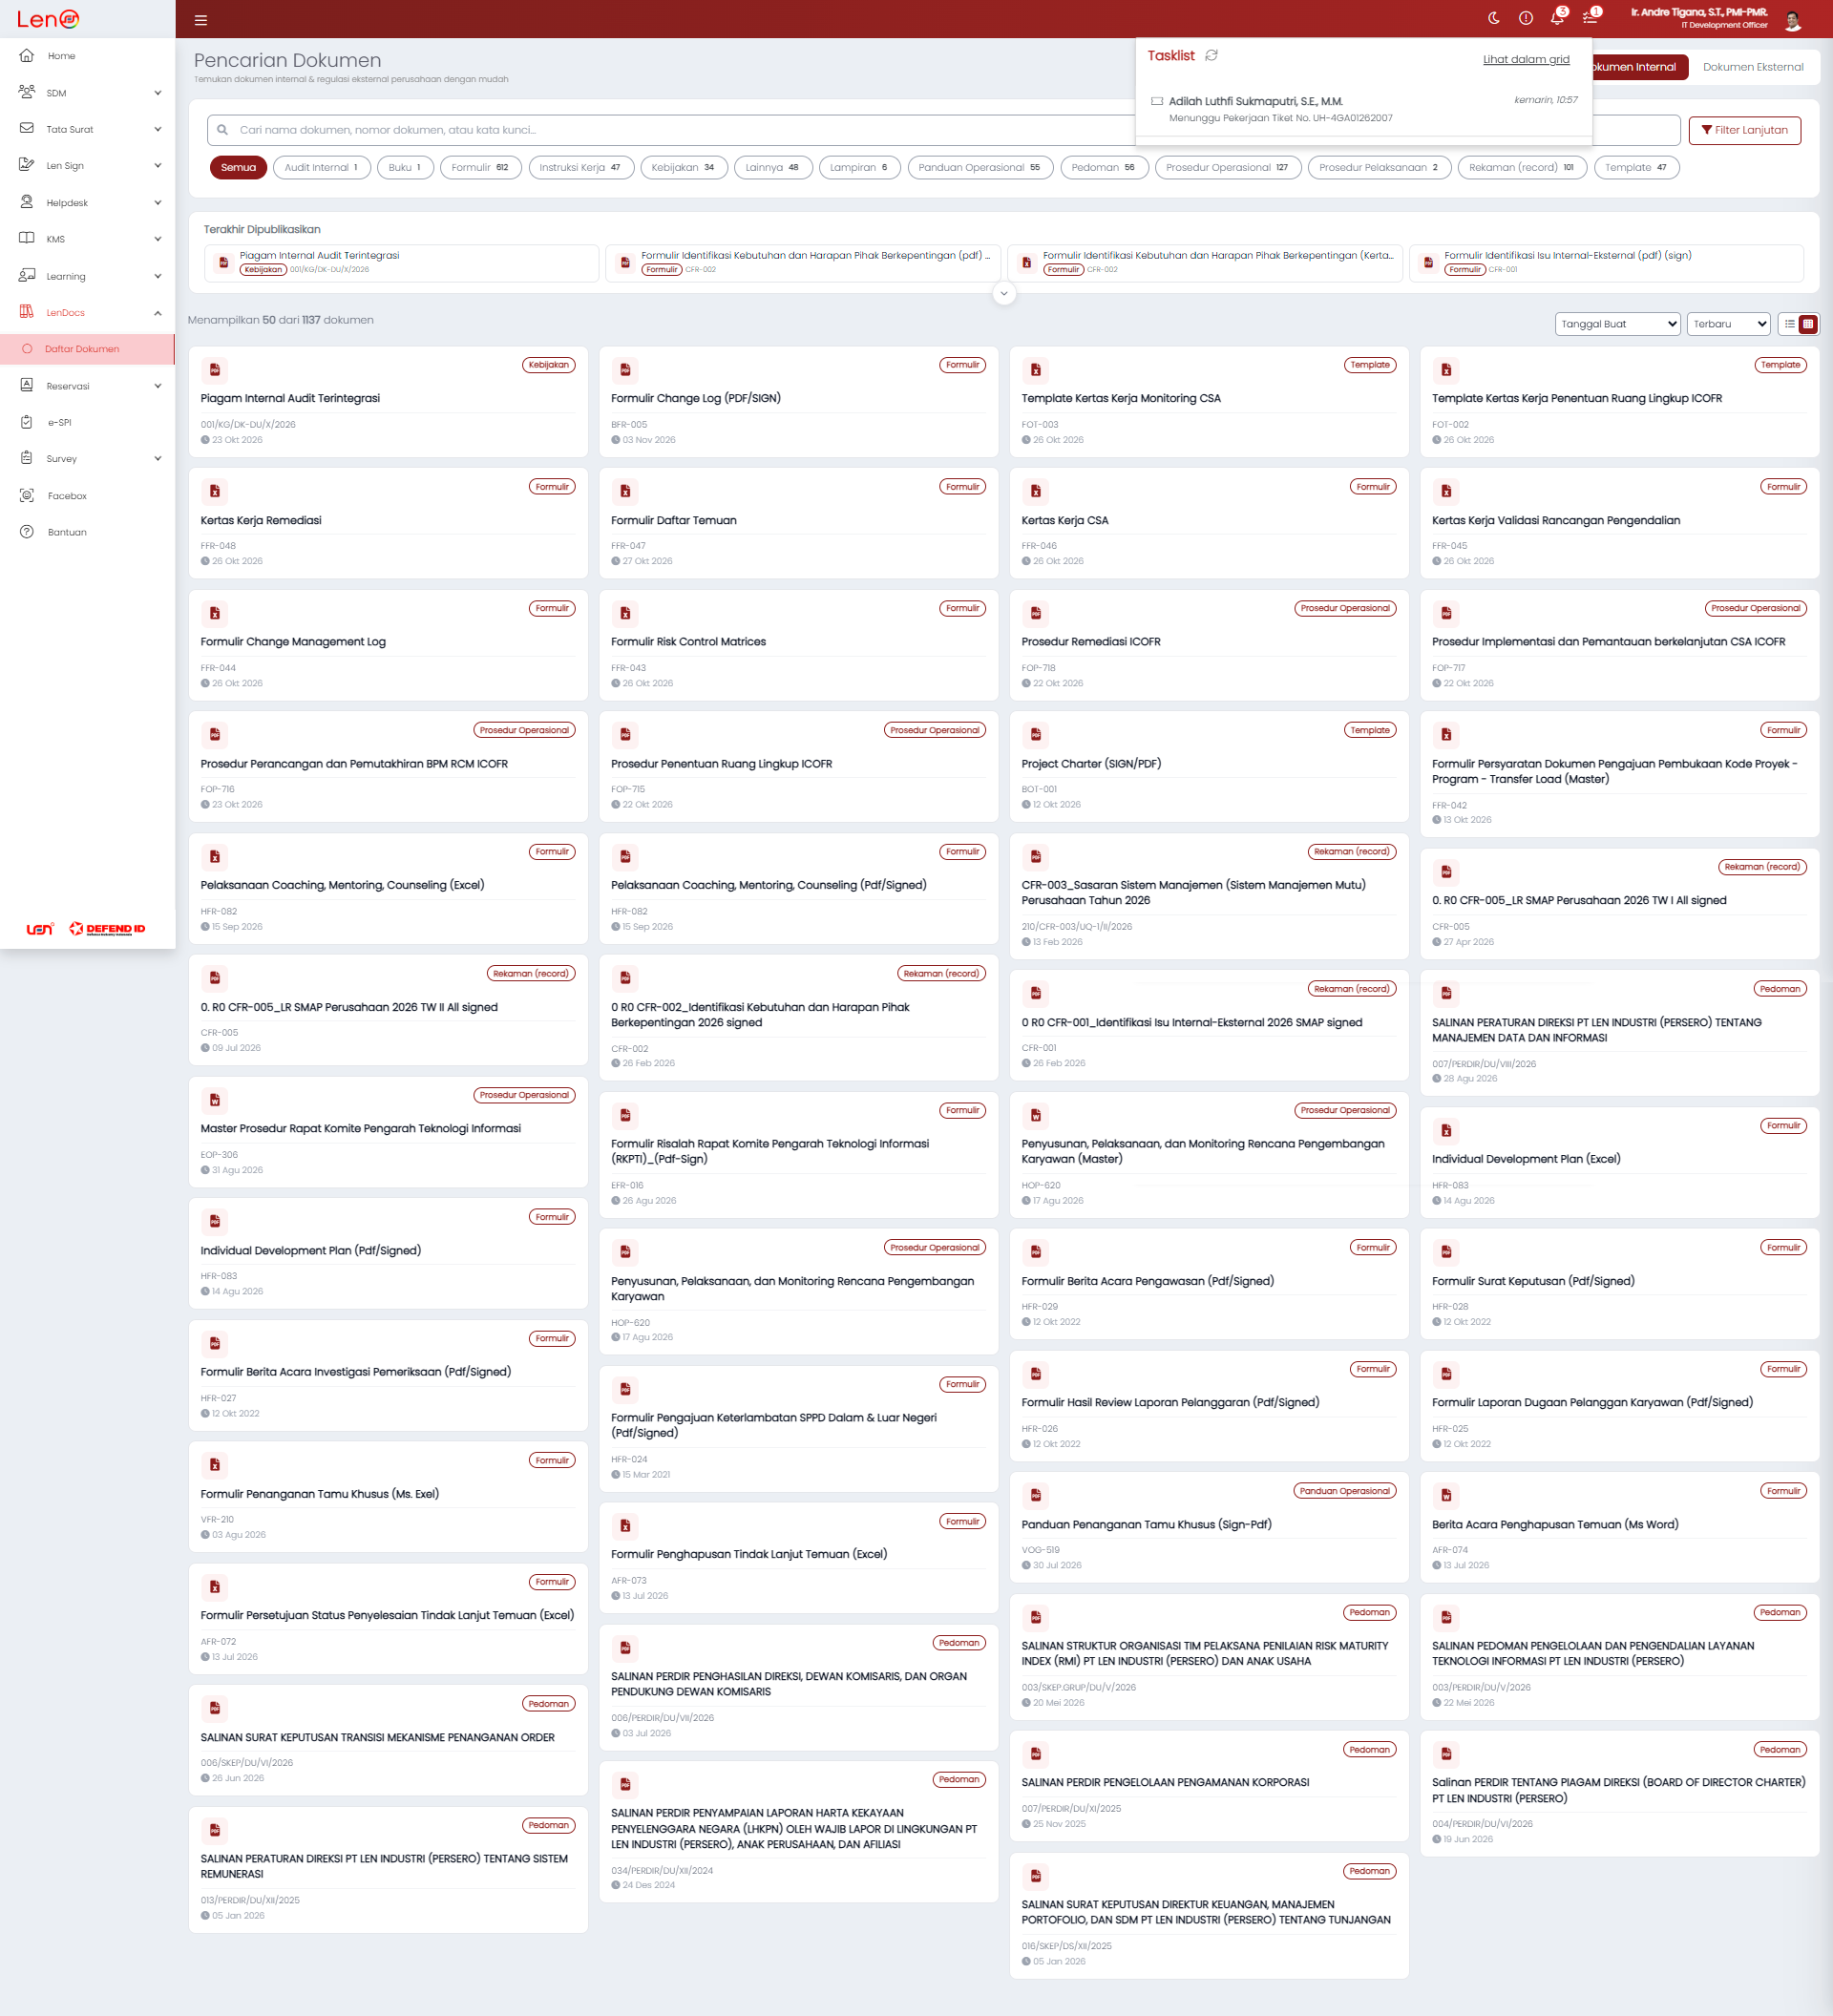 Len
3
1
Ir. Andre Tigana, S.T., PMI-PMR.
IT Development Officer
Home
SDM
Tata Surat
Len Sign
Helpdesk
KMS
Learning
LenDocs
Daftar Dokumen
Reservasi
e-SPI
Survey
Facebox
Bantuan
Len
DEFEND ID
Pencarian Dokumen
Temukan dokumen internal & regulasi eksternal perusahaan dengan mudah
Tasklist
Lihat dalam grid
Adilah Luthfi Sukmaputri, S.E., M.M.
kemarin, 10:57
Menunggu Pekerjaan Tiket No. UH-4GA01262007
okumen Internal
Dokumen Eksternal
Cari nama dokumen, nomor dokumen, atau kata kunci...
Filter Lanjutan
Semua
Audit Internal 1
Buku 1
Formulir 612
Instruksi Kerja 47
Kebijakan 34
Lainnya 48
Lampiran 6
Panduan Operasional 55
Pedoman 56
Prosedur Operasional 127
Prosedur Pelaksanaan 2
Rekaman (record) 101
Template 47
Terakhir Dipublikasikan
Piagam Internal Audit Terintegrasi
Kebijakan 001/KG/DK-DU/X/2026
Formulir Identifikasi Kebutuhan dan Harapan Pihak Berkepentingan (pdf) ...
Formulir CFR-002
Formulir Identifikasi Kebutuhan dan Harapan Pihak Berkepentingan (Kerta...
Formulir CFR-002
Formulir Identifikasi Isu Internal-Eksternal (pdf) (sign)
Formulir CFR-001
Menampilkan 50 dari 1137 dokumen
Tanggal Buat
Terbaru
Kebijakan
Piagam Internal Audit Terintegrasi
001/KG/DK-DU/X/2026
23 Okt 2026
Formulir
Formulir Change Log (PDF/SIGN)
BFR-005
03 Nov 2026
Template
Template Kertas Kerja Monitoring CSA
FOT-003
26 Okt 2026
Template
Template Kertas Kerja Penentuan Ruang Lingkup ICOFR
FOT-002
26 Okt 2026
Formulir
Kertas Kerja Remediasi
FFR-048
26 Okt 2026
Formulir
Formulir Daftar Temuan
FFR-047
27 Okt 2026
Formulir
Kertas Kerja CSA
FFR-046
26 Okt 2026
Formulir
Kertas Kerja Validasi Rancangan Pengendalian
FFR-045
26 Okt 2026
Formulir
Formulir Change Management Log
FFR-044
26 Okt 2026
Formulir
Formulir Risk Control Matrices
FFR-043
26 Okt 2026
Prosedur Operasional
Prosedur Remediasi ICOFR
FOP-718
22 Okt 2026
Prosedur Operasional
Prosedur Implementasi dan Pemantauan berkelanjutan CSA ICOFR
FOP-717
22 Okt 2026
Prosedur Operasional
Prosedur Perancangan dan Pemutakhiran BPM RCM ICOFR
FOP-716
23 Okt 2026
Prosedur Operasional
Prosedur Penentuan Ruang Lingkup ICOFR
FOP-715
22 Okt 2026
Template
Project Charter (SIGN/PDF)
BOT-001
12 Okt 2026
Formulir
Formulir Persyaratan Dokumen Pengajuan Pembukaan Kode Proyek -
Program - Transfer Load (Master)
FFR-042
13 Okt 2026
Formulir
Pelaksanaan Coaching, Mentoring, Counseling (Excel)
HFR-082
15 Sep 2026
Formulir
Pelaksanaan Coaching, Mentoring, Counseling (Pdf/Signed)
HFR-082
15 Sep 2026
Rekaman (record)
CFR-003_Sasaran Sistem Manajemen (Sistem Manajemen Mutu)
Perusahaan Tahun 2026
210/CFR-003/UQ-1/II/2026
13 Feb 2026
Rekaman (record)
0. R0 CFR-005_LR SMAP Perusahaan 2026 TW I All signed
CFR-005
27 Apr 2026
Rekaman (record)
0. R0 CFR-005_LR SMAP Perusahaan 2026 TW II All signed
CFR-005
09 Jul 2026
Rekaman (record)
0 R0 CFR-002_Identifikasi Kebutuhan dan Harapan Pihak
Berkepentingan 2026 signed
CFR-002
26 Feb 2026
Rekaman (record)
0 R0 CFR-001_Identifikasi Isu Internal-Eksternal 2026 SMAP signed
CFR-001
26 Feb 2026
Pedoman
SALINAN PERATURAN DIREKSI PT LEN INDUSTRI (PERSERO) TENTANG
MANAJEMEN DATA DAN INFORMASI
007/PERDIR/DU/VIII/2026
28 Agu 2026
Prosedur Operasional
Master Prosedur Rapat Komite Pengarah Teknologi Informasi
EOP-306
31 Agu 2026
Formulir
Formulir Risalah Rapat Komite Pengarah Teknologi Informasi
(RKPTI)_(Pdf-Sign)
EFR-016
26 Agu 2026
Prosedur Operasional
Penyusunan, Pelaksanaan, dan Monitoring Rencana Pengembangan
Karyawan (Master)
HOP-620
17 Agu 2026
Formulir
Individual Development Plan (Excel)
HFR-083
14 Agu 2026
Formulir
Individual Development Plan (Pdf/Signed)
HFR-083
14 Agu 2026
Prosedur Operasional
Penyusunan, Pelaksanaan, dan Monitoring Rencana Pengembangan
Karyawan
HOP-620
17 Agu 2026
Formulir
Formulir Berita Acara Pengawasan (Pdf/Signed)
HFR-029
12 Okt 2022
Formulir
Formulir Surat Keputusan (Pdf/Signed)
HFR-028
12 Okt 2022
Formulir
Formulir Berita Acara Investigasi Pemeriksaan (Pdf/Signed)
HFR-027
12 Okt 2022
Formulir
Formulir Pengajuan Keterlambatan SPPD Dalam & Luar Negeri
(Pdf/Signed)
HFR-024
15 Mar 2021
Formulir
Formulir Hasil Review Laporan Pelanggaran (Pdf/Signed)
HFR-026
12 Okt 2022
Formulir
Formulir Laporan Dugaan Pelanggan Karyawan (Pdf/Signed)
HFR-025
12 Okt 2022
Formulir
Formulir Penanganan Tamu Khusus (Ms. Exel)
VFR-210
03 Agu 2026
Formulir
Formulir Penghapusan Tindak Lanjut Temuan (Excel)
AFR-073
13 Jul 2026
Panduan Operasional
Panduan Penanganan Tamu Khusus (Sign-Pdf)
VOG-519
30 Jul 2026
Formulir
Berita Acara Penghapusan Temuan (Ms Word)
AFR-074
13 Jul 2026
Formulir
Formulir Persetujuan Status Penyelesaian Tindak Lanjut Temuan (Excel)
AFR-072
13 Jul 2026
Pedoman
SALINAN PERDIR PENGHASILAN DIREKSI, DEWAN KOMISARIS, DAN ORGAN
PENDUKUNG DEWAN KOMISARIS
006/PERDIR/DU/VII/2026
03 Jul 2026
Pedoman
SALINAN STRUKTUR ORGANISASI TIM PELAKSANA PENILAIAN RISK MATURITY
INDEX (RMI) PT LEN INDUSTRI (PERSERO) DAN ANAK USAHA
003/SKEP.GRUP/DU/V/2026
20 Mei 2026
Pedoman
SALINAN PEDOMAN PENGELOLAAN DAN PENGENDALIAN LAYANAN
TEKNOLOGI INFORMASI PT LEN INDUSTRI (PERSERO)
003/PERDIR/DU/V/2026
22 Mei 2026
Pedoman
SALINAN SURAT KEPUTUSAN TRANSISI MEKANISME PENANGANAN ORDER
006/SKEP/DU/VI/2026
26 Jun 2026
Pedoman
SALINAN PERDIR PENYAMPAIAN LAPORAN HARTA KEKAYAAN
PENYELENGGARA NEGARA (LHKPN) OLEH WAJIB LAPOR DI LINGKUNGAN PT
LEN INDUSTRI (PERSERO), ANAK PERUSAHAAN, DAN AFILIASI
034/PERDIR/DU/XII/2024
24 Des 2024
Pedoman
SALINAN PERDIR PENGELOLAAN PENGAMANAN KORPORASI
007/PERDIR/DU/XI/2025
25 Nov 2025
Pedoman
Salinan PERDIR TENTANG PIAGAM DIREKSI (BOARD OF DIRECTOR CHARTER)
PT LEN INDUSTRI (PERSERO)
004/PERDIR/DU/VI/2026
19 Jun 2026
Pedoman
SALINAN PERATURAN DIREKSI PT LEN INDUSTRI (PERSERO) TENTANG SISTEM
REMUNERASI
013/PERDIR/DU/XII/2025
05 Jan 2026
Pedoman
SALINAN SURAT KEPUTUSAN DIREKTUR KEUANGAN, MANAJEMEN
PORTOFOLIO, DAN SDM PT LEN INDUSTRI (PERSERO) TENTANG TUNJANGAN
016/SKEP/DS/XII/2025
05 Jan 2026